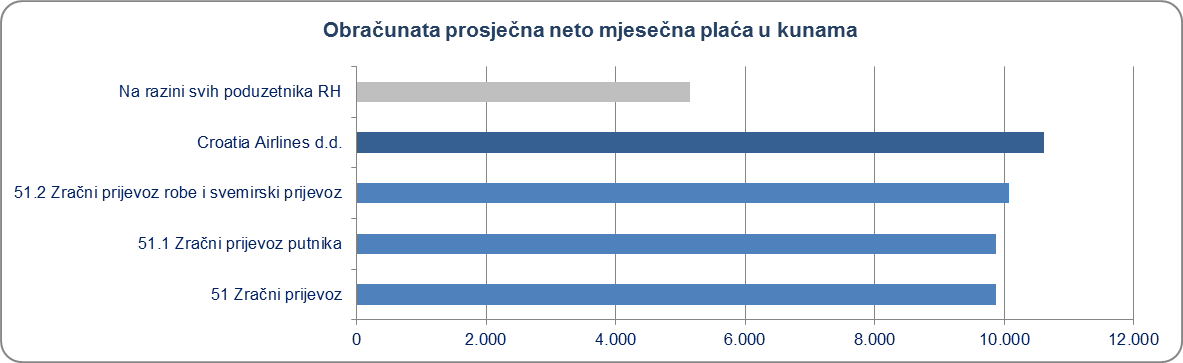 Obračunata prosječna neto mjesečna plaća u kunama
Na razini svih poduzetnika RH
Croatia Airlines d.d.
51.2 Zračni prijevoz robe i svemirski prijevoz
51.1 Zračni prijevoz putnika
51 Zračni prijevoz
0 2.000 4.000 6.000 8.000 10.000 12.000